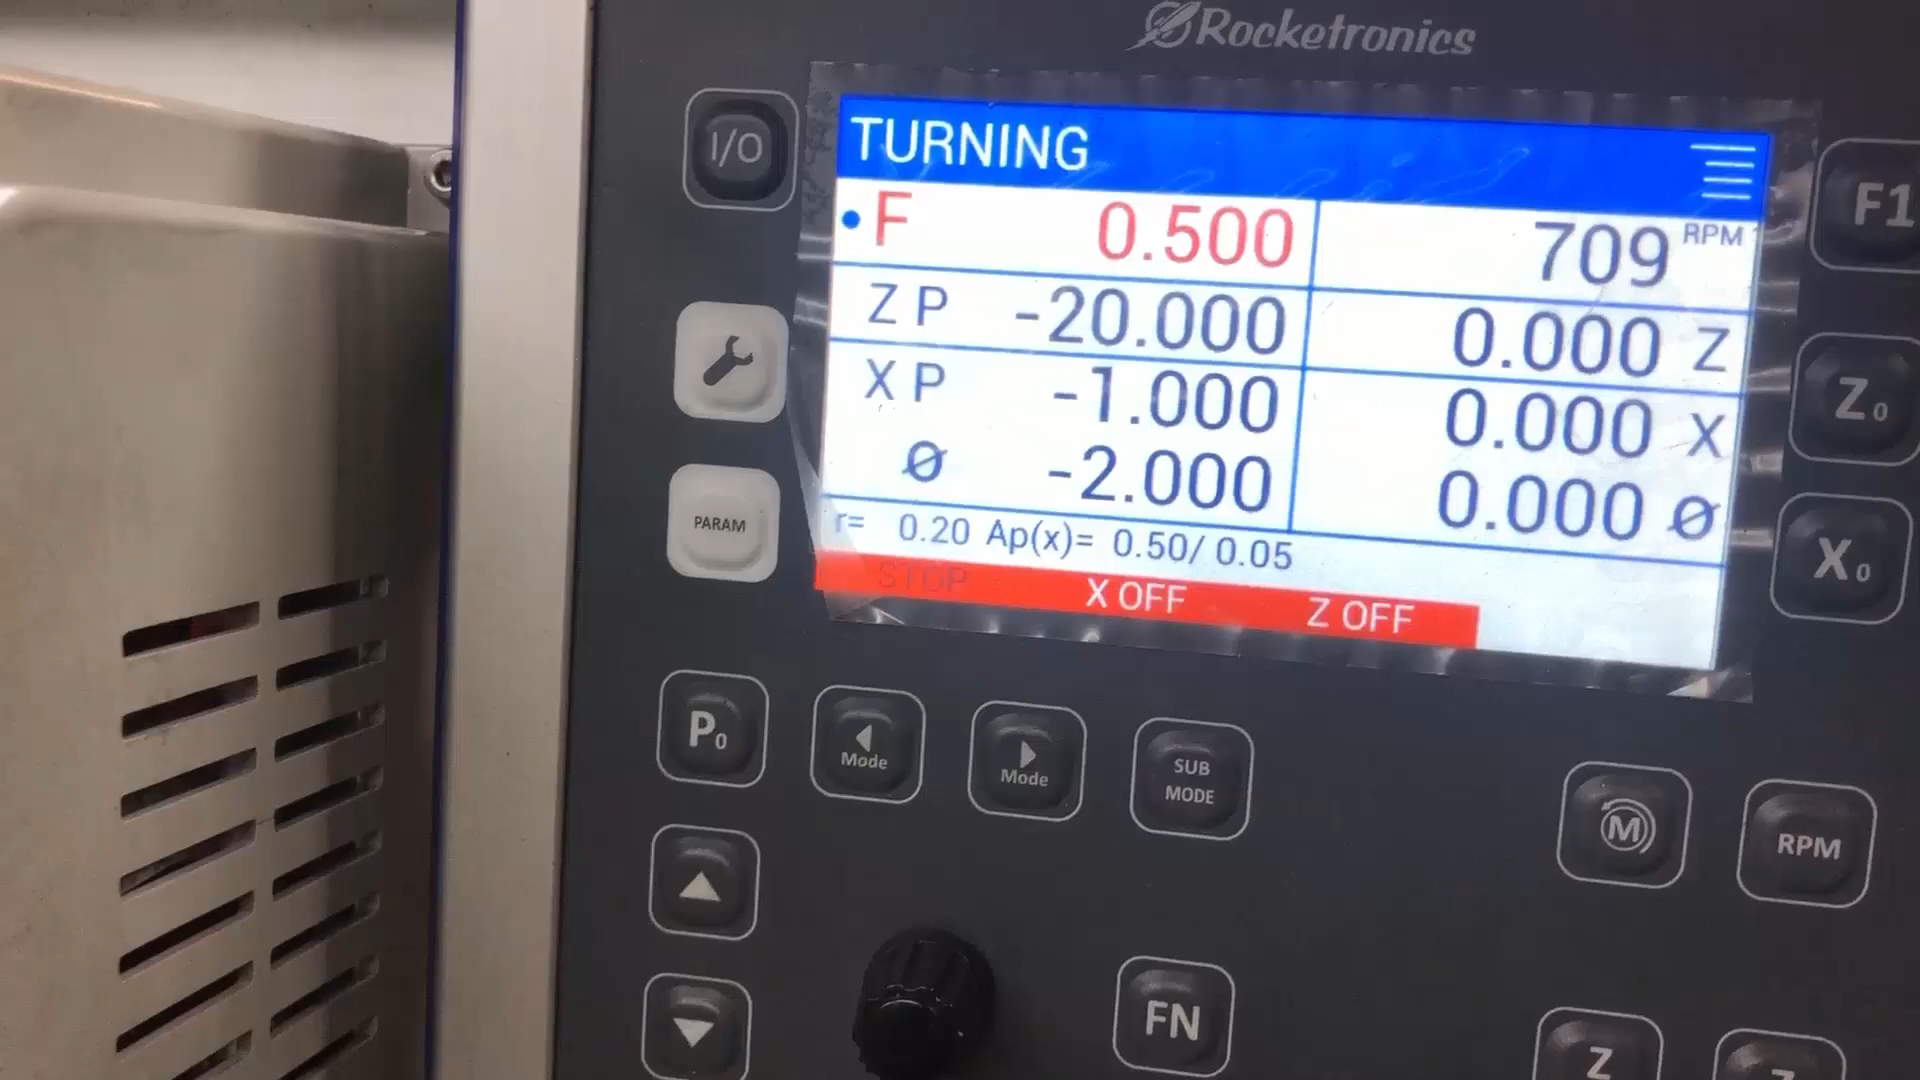 Rocketronics
I/O
TURNING
F 0.500 709 RPM
F1
Z P -20.000 0.000 Z
X P -1.000 0.000 X
Z0
Ø -2.000 0.000 Ø
PARAM
r= 0.20 Ap(x)= 0.50/ 0.05
X0
STOP X OFF Z OFF
P0
Mode
Mode
SUB
MODE
M
RPM
FN
Z